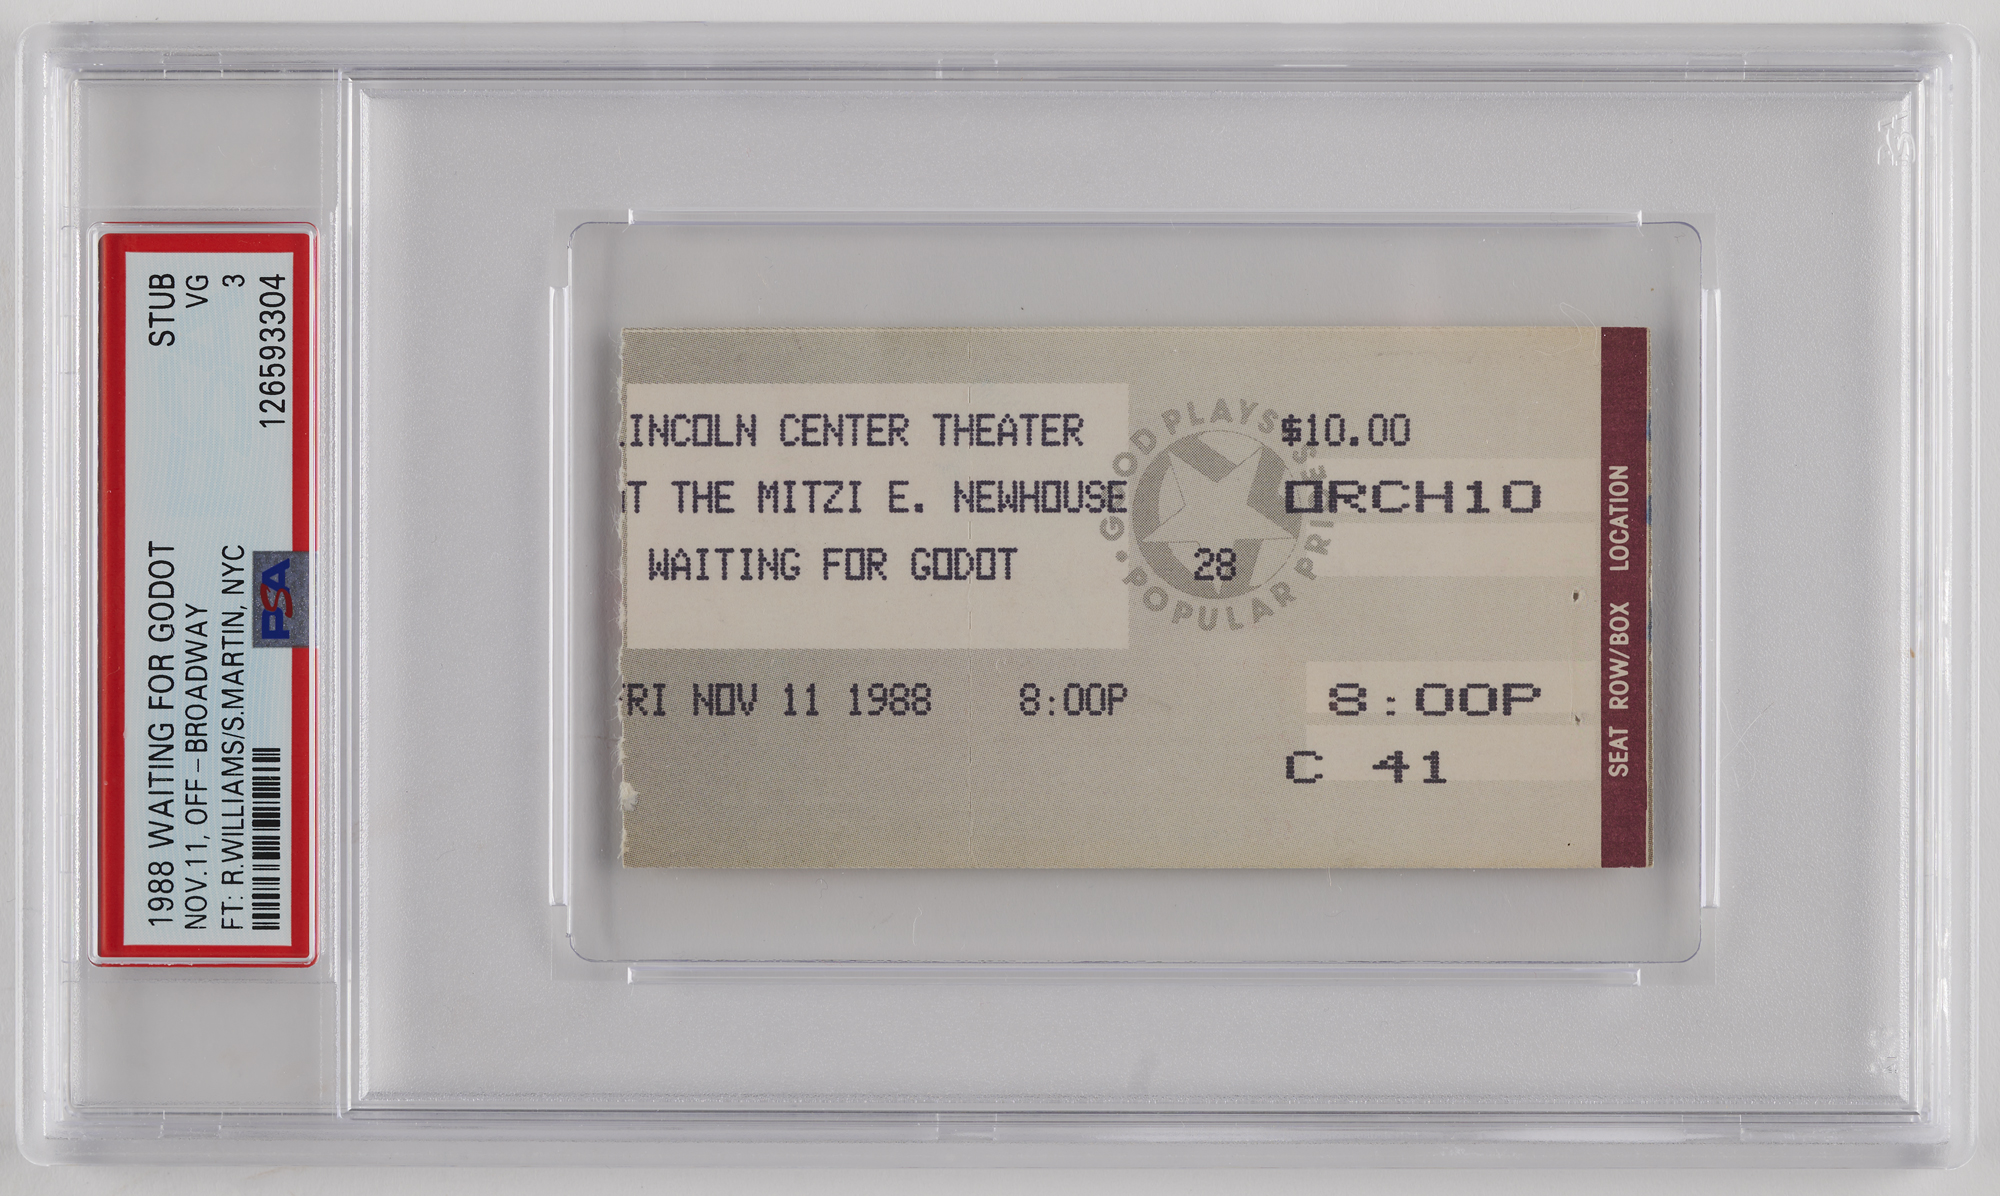 1988 WAITING FOR GODOT STUB
NOV.11, OFF-BROADWAY VG
FT: R.WILLIAMS/S.MARTIN, NYC 3
126593304
PSA
INCOLN CENTER THEATER $10.00
T THE MITZI E. NEWHOUSE ORCH10
WAITING FOR GODOT 28
GOOD PLAYS
• POPULAR PRICES •
RI NOV 11 1988 8:00P 8:00P
C 41
SEAT ROW/BOX LOCATION
PSA